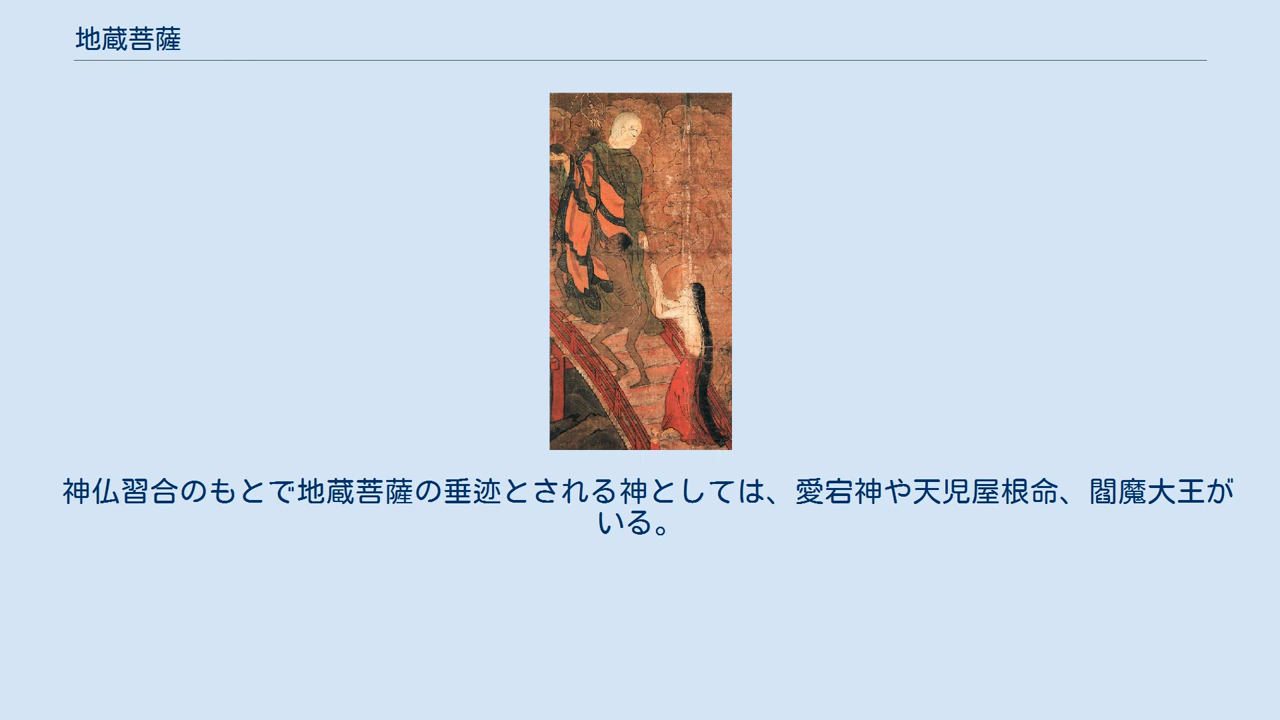 地蔵菩薩
神仏習合のもとで地蔵菩薩の垂迹とされる神としては、愛宕神や天児屋根命、閻魔大王が
いる。